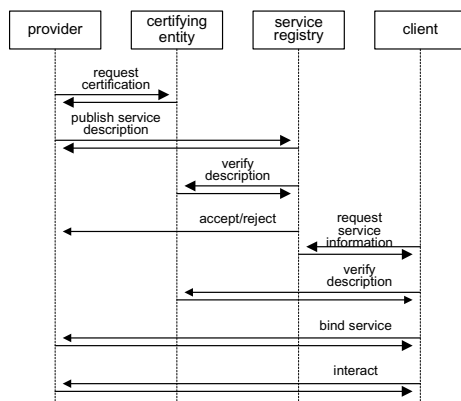 provider
certifying
entity
service
registry
client
request
certification
publish service
description
verify
description
accept/reject
request
service
information
verify
description
bind service
interact